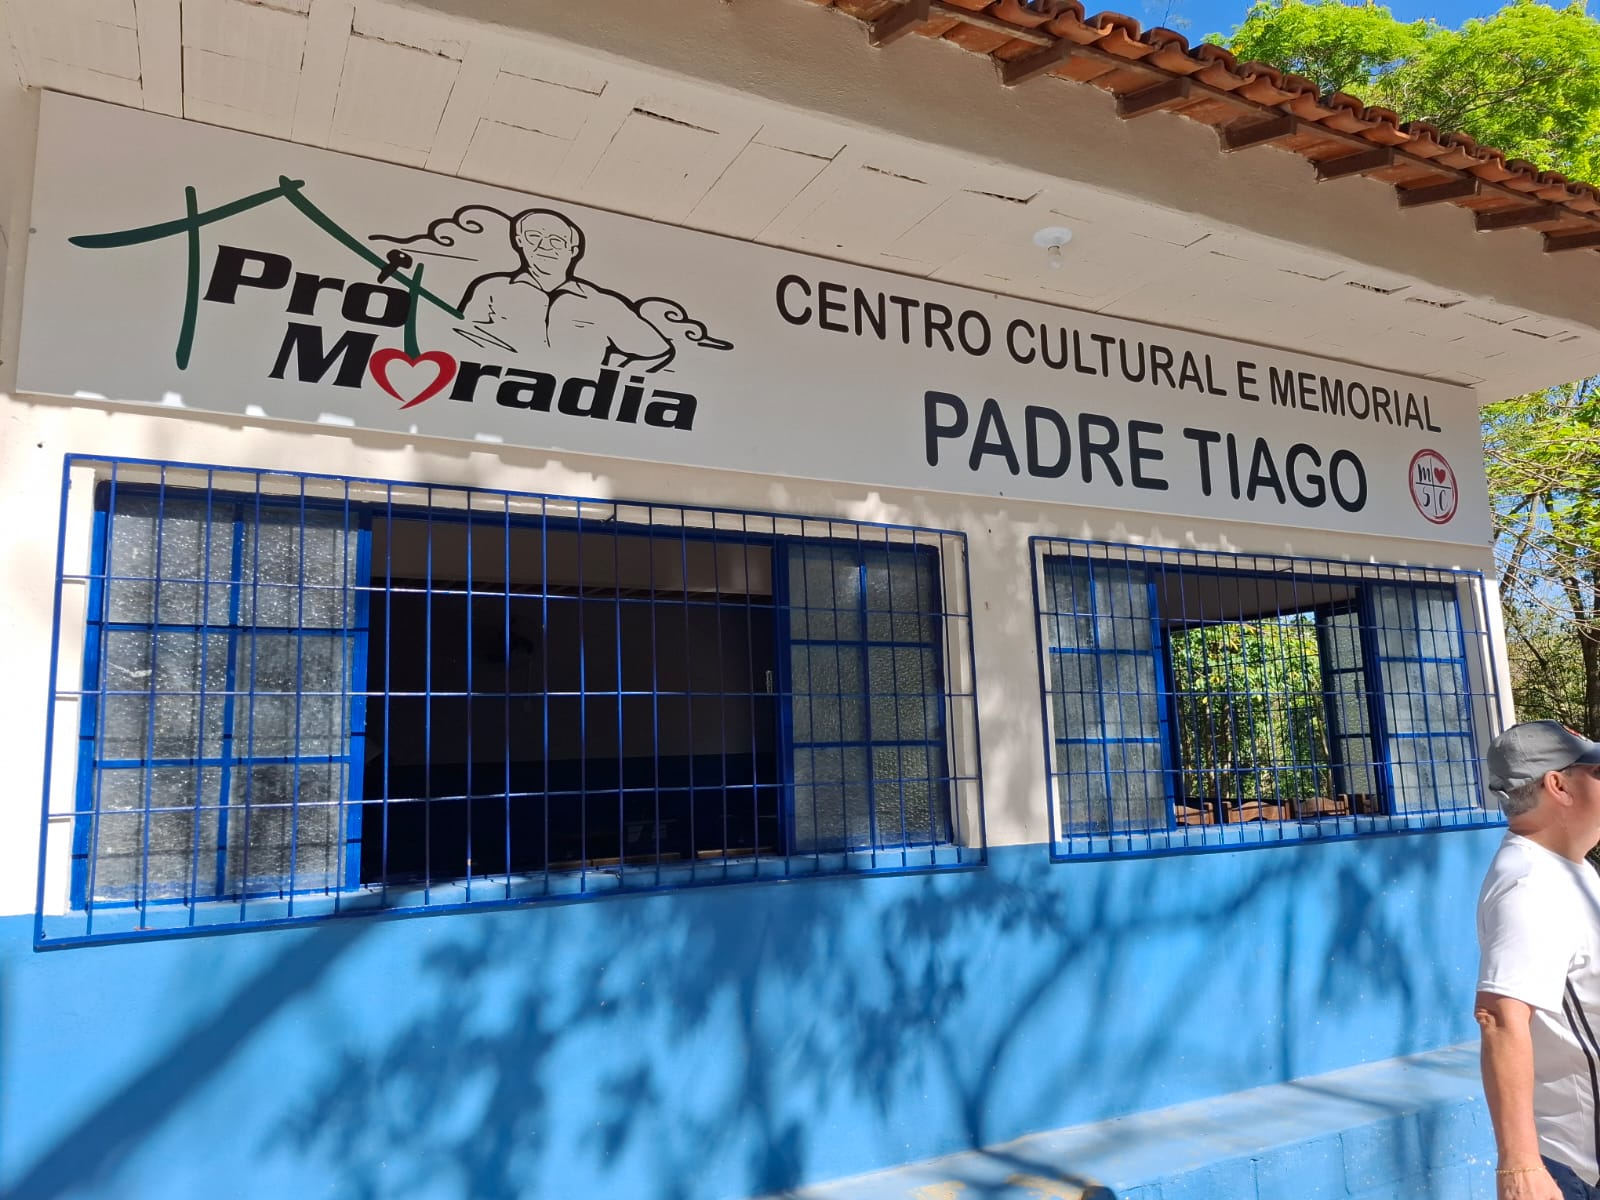 Pró
Moradia
CENTRO CULTURAL E MEMORIAL
PADRE TIAGO
m
S C